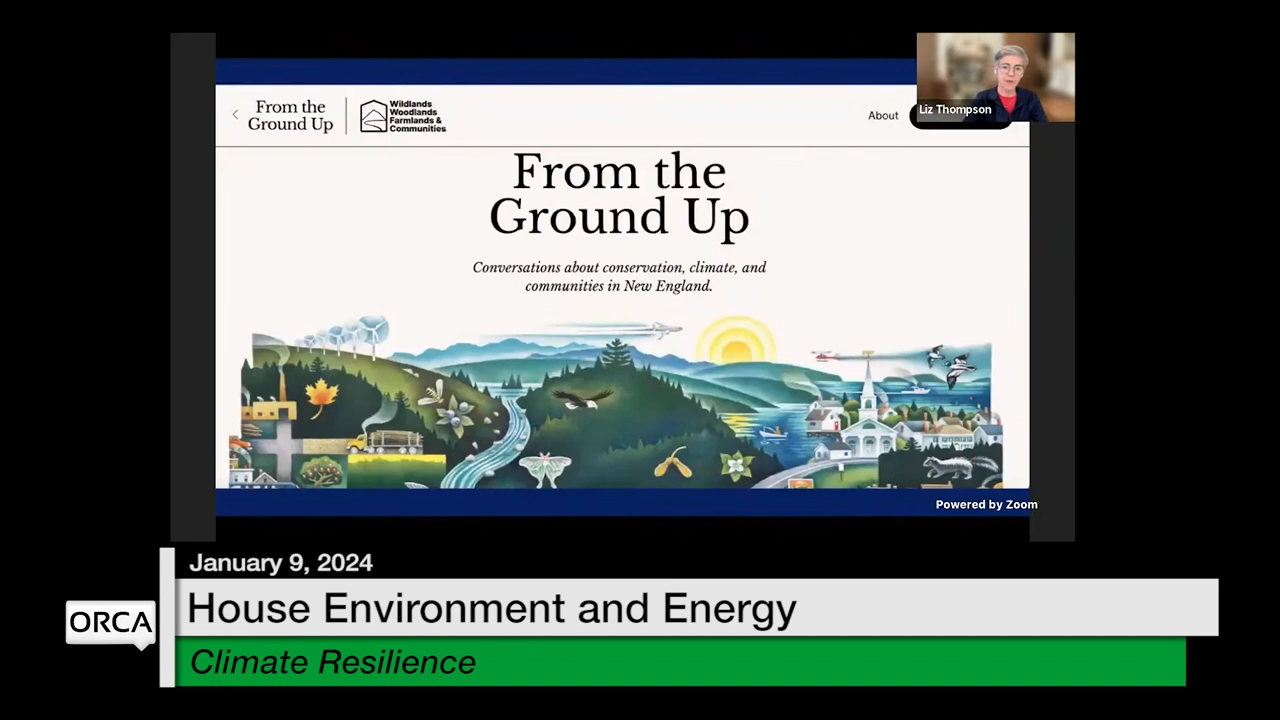 From the
Ground Up
Wildlands
Woodlands
Farmlands &
Communities
About
Liz Thompson
From the
Ground Up
Conversations about conservation, climate, and
communities in New England.
Powered by Zoom
January 9, 2024
House Environment and Energy
ORCA
Climate Resilience